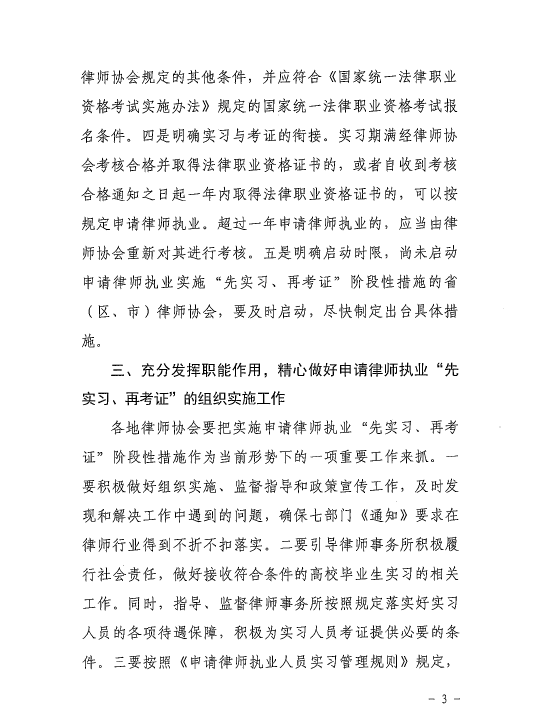 律师协会规定的其他条件，并应符合《国家统一法律职业
资格考试实施办法》规定的国家统一法律职业资格考试报
名条件。四是明确实习与考证的衔接。实习期满经律师协
会考核合格并取得法律职业资格证书的，或者自收到考核
合格通知之日起一年内取得法律职业资格证书的，可以按
规定申请律师执业。超过一年申请律师执业的，应当由律
师协会重新对其进行考核。五是明确启动时限，尚未启动
申请律师执业实施“先实习、再考证”阶段性措施的省
（区、市）律师协会，要及时启动，尽快制定出台具体措
施。
三、充分发挥职能作用，精心做好申请律师执业“先
实习、再考证”的组织实施工作
各地律师协会要把实施申请律师执业“先实习、再考
证”阶段性措施作为当前形势下的一项重要工作来抓。一
要积极做好组织实施、监督指导和政策宣传工作，及时发
现和解决工作中遇到的问题，确保七部门《通知》要求在
律师行业得到不折不扣落实。二要引导律师事务所积极履
行社会责任，做好接收符合条件的高校毕业生实习的相关
工作。同时，指导、监督律师事务所按照规定落实好实习
人员的各项待遇保障，积极为实习人员考证提供必要的条
件。三要按照《申请律师执业人员实习管理规则》规定，
- 3 -